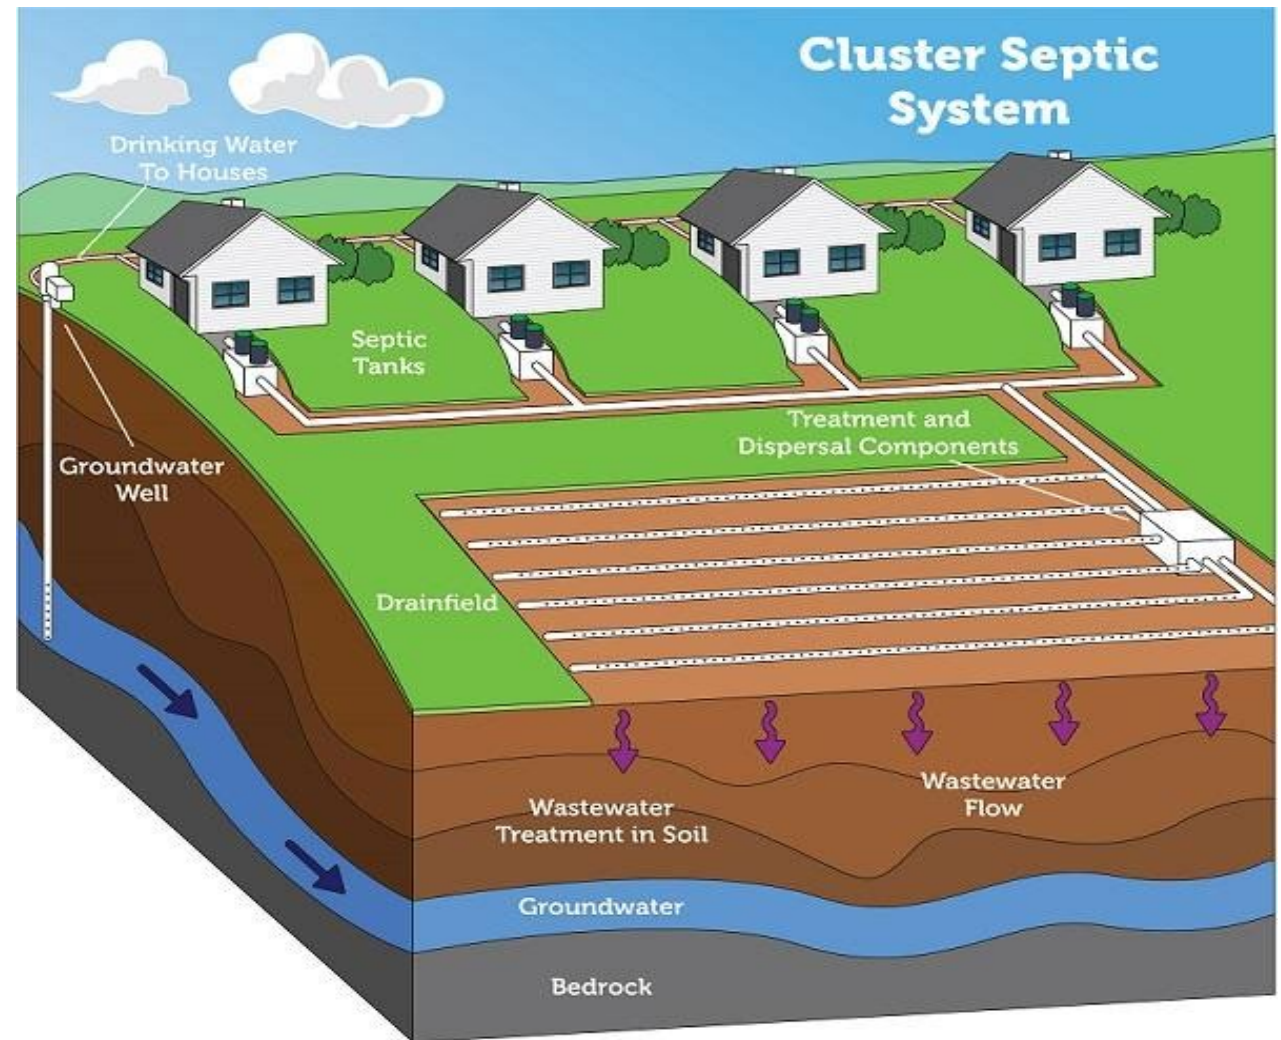 Cluster Septic
System
Drinking Water
To Houses
Septic
Tanks
Treatment and
Dispersal Components
Groundwater
Well
Drainfield
Wastewater
Flow
Wastewater
Treatment in Soil
Groundwater
Bedrock